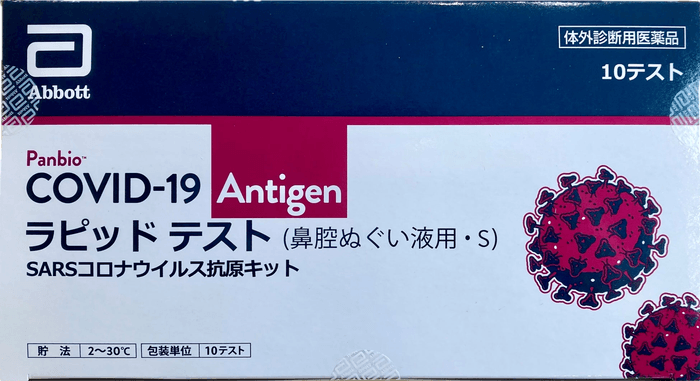 Abbott
体外診断用医薬品
10テスト
Panbio™
COVID-19 Antigen
ラピッド テスト (鼻腔ぬぐい液用・S)
SARSコロナウイルス抗原キット
貯法 2〜30℃ 包装単位 10テスト